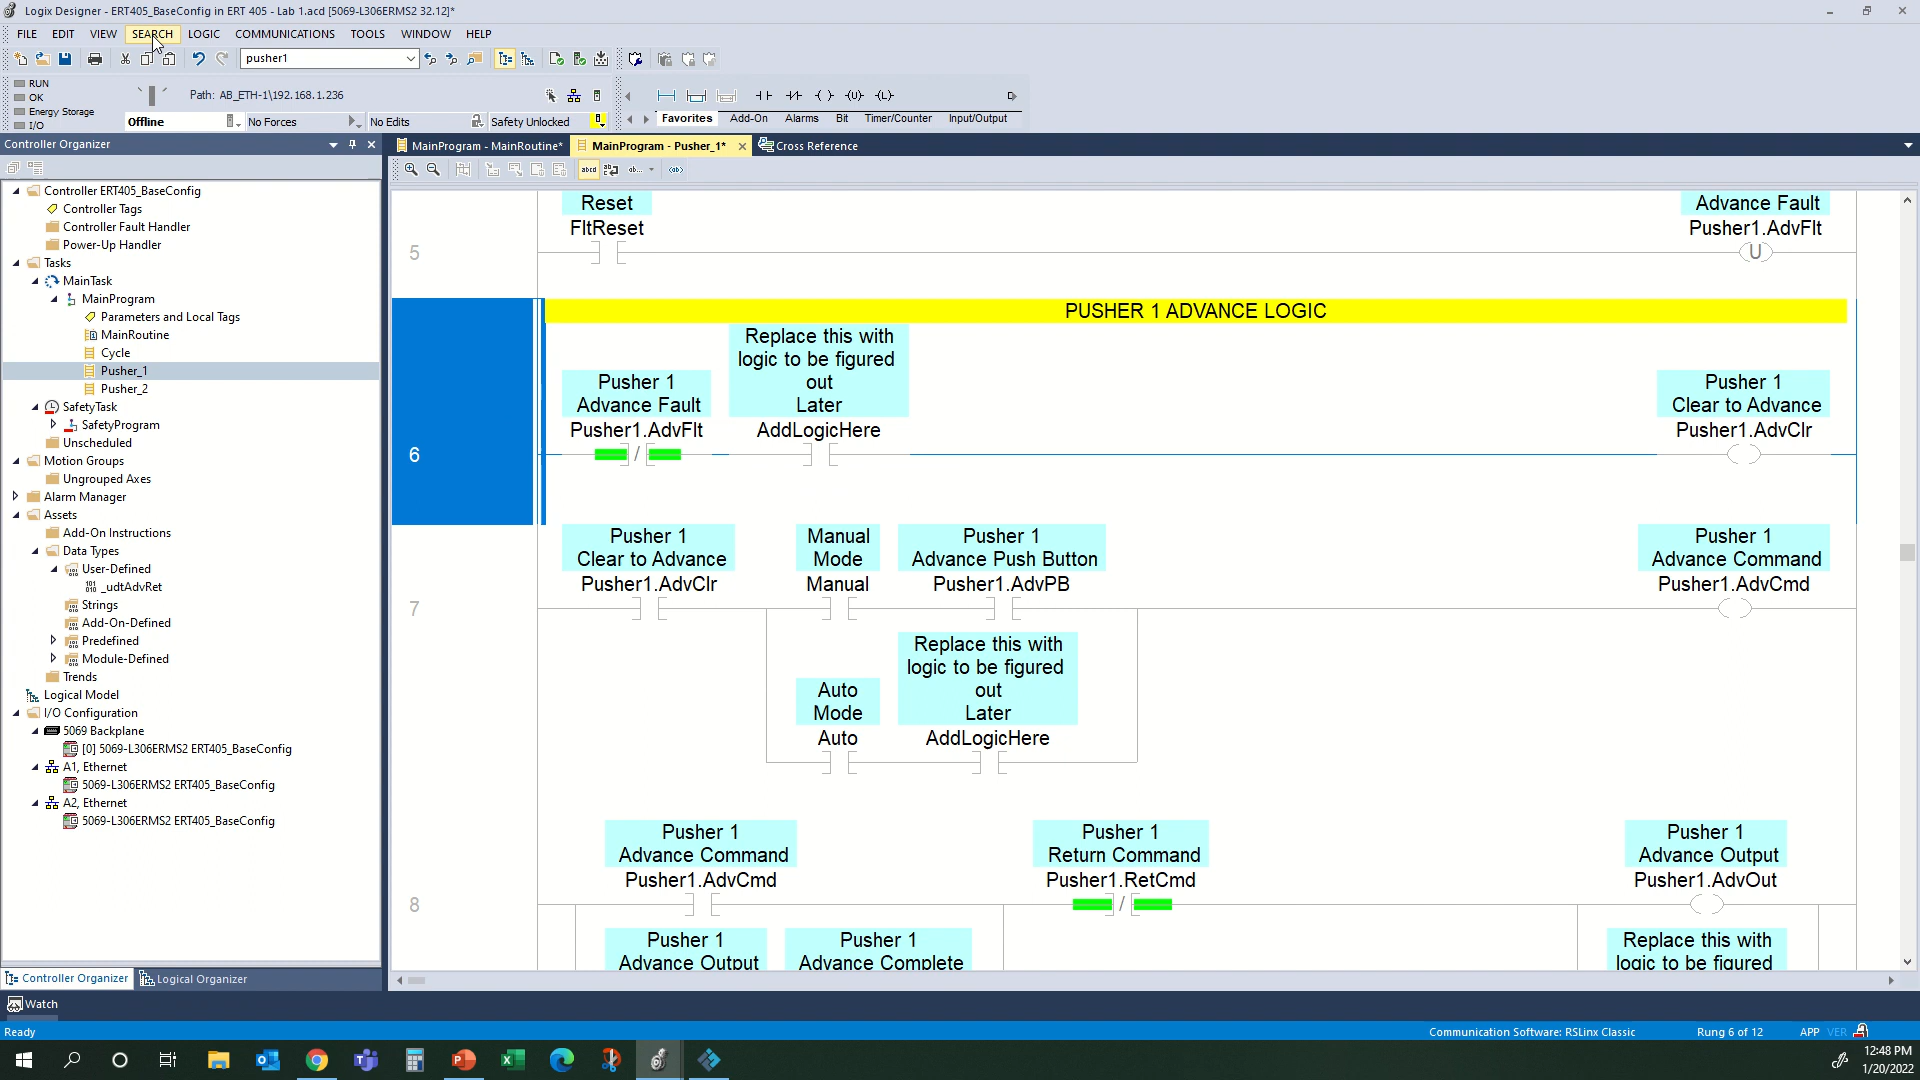 Logix Designer - ERT405_BaseConfig in ERT 405 - Lab 1.acd [5069-L306ERMS2 32.12]*
FILE EDIT VIEW SEARCH LOGIC COMMUNICATIONS TOOLS WINDOW HELP
pusher1
RUN
OK
Energy Storage
I/O
Path: AB_ETH-1\192.168.1.236
Offline No Forces No Edits Safety Unlocked
Favorites Add-On Alarms Bit Timer/Counter Input/Output
Controller Organizer
MainProgram - MainRoutine* MainProgram - Pusher_1* Cross Reference
Controller ERT405_BaseConfig
Controller Tags
Controller Fault Handler
Power-Up Handler
Tasks
MainTask
MainProgram
Parameters and Local Tags
MainRoutine
Cycle
Pusher_1
Pusher_2
SafetyTask
SafetyProgram
Unscheduled
Motion Groups
Ungrouped Axes
Alarm Manager
Assets
Add-On Instructions
Data Types
User-Defined
_udtAdvRet
Strings
Add-On-Defined
Predefined
Module-Defined
Trends
Logical Model
I/O Configuration
5069 Backplane
[0] 5069-L306ERMS2 ERT405_BaseConfig
A1, Ethernet
5069-L306ERMS2 ERT405_BaseConfig
A2, Ethernet
5069-L306ERMS2 ERT405_BaseConfig
Controller Organizer Logical Organizer
5
Reset
FltReset
Advance Fault
Pusher1.AdvFlt
U
PUSHER 1 ADVANCE LOGIC
6
Pusher 1
Advance Fault
Pusher1.AdvFlt
Replace this with
logic to be figured
out
Later
AddLogicHere
Pusher 1
Clear to Advance
Pusher1.AdvClr
7
Pusher 1
Clear to Advance
Pusher1.AdvClr
Manual
Mode
Manual
Pusher 1
Advance Push Button
Pusher1.AdvPB
Pusher 1
Advance Command
Pusher1.AdvCmd
Auto
Mode
Auto
Replace this with
logic to be figured
out
Later
AddLogicHere
8
Pusher 1
Advance Command
Pusher1.AdvCmd
Pusher 1
Return Command
Pusher1.RetCmd
Pusher 1
Advance Output
Pusher1.AdvOut
Pusher 1
Advance Output
Pusher 1
Advance Complete
Replace this with
logic to be figured
Watch
Ready
Communication Software: RSLinx Classic Rung 6 of 12 APP VER
12:48 PM
1/20/2022